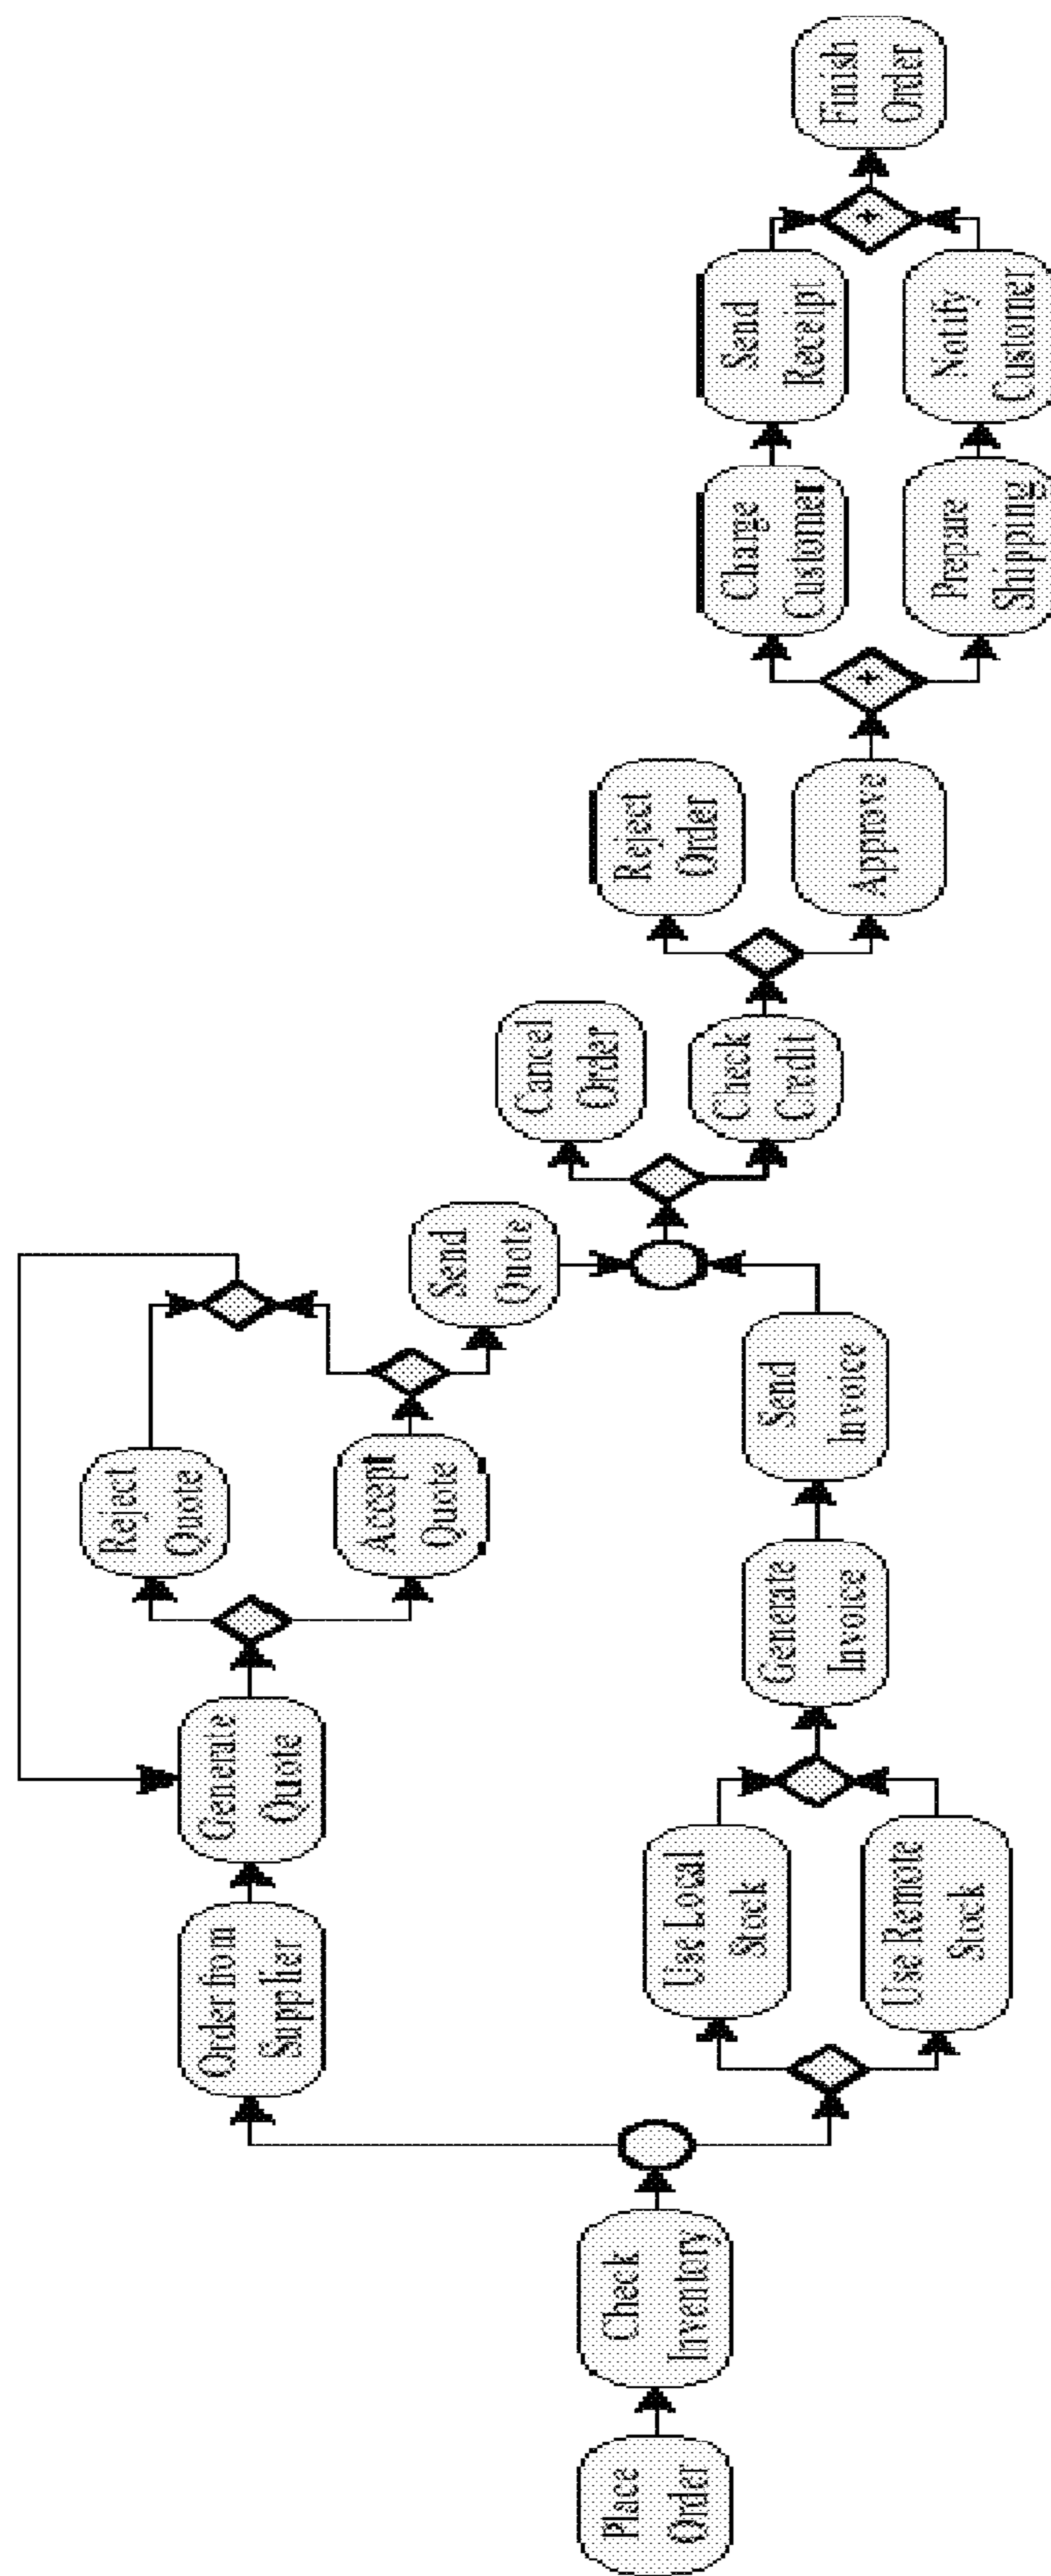 Place
Order
Check
Inventory
Order from
Supplier
Generate
Quote
Reject
Quote
Accept
Quote
Send
Quote
Use Local
Stock
Use Remote
Stock
Generate
Invoice
Send
Invoice
Cancel
Order
Check
Credit
Reject
Order
Approve
+
Charge
Customer
Send
Receipt
Prepare
Shipping
Notify
Customer
+
Finish
Order